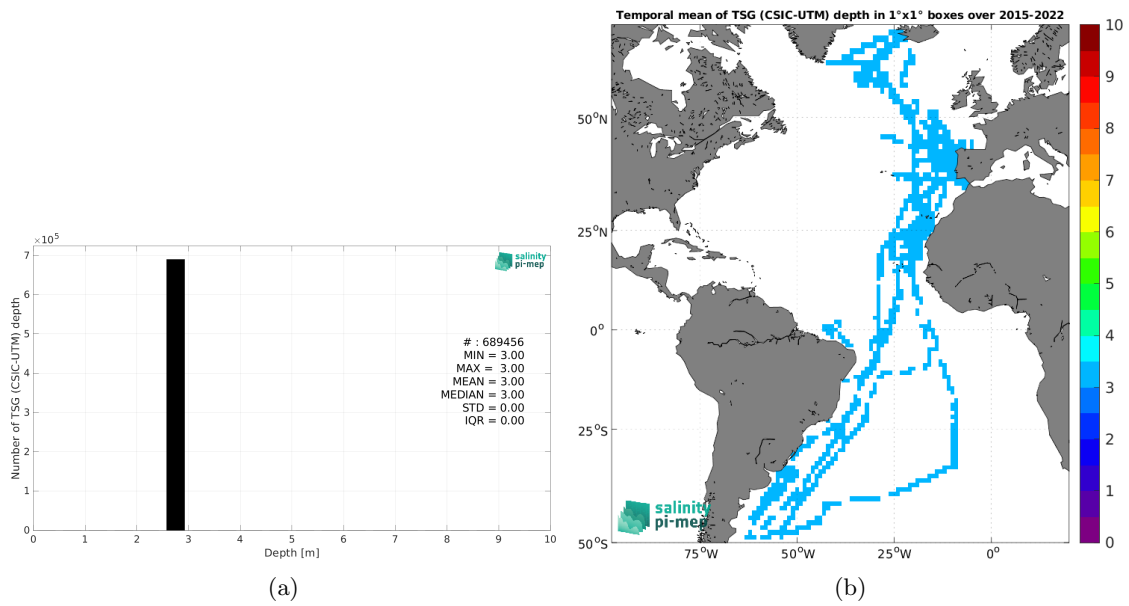 ×10⁵
7
6
5
4
3
2
1
0
Number of TSG (CSIC-UTM) depth
salinity
pi-mep
# : 689456
MIN = 3.00
MAX = 3.00
MEAN = 3.00
MEDIAN = 3.00
STD = 0.00
IQR = 0.00
0 1 2 3 4 5 6 7 8 9 10
Depth [m]
(a)
Temporal mean of TSG (CSIC-UTM) depth in 1°x1° boxes over 2015-2022
50°N
25°N
0°
25°S
50°S
75°W 50°W 25°W 0°
salinity
pi-mep
10
9
8
7
6
5
4
3
2
1
0
(b)